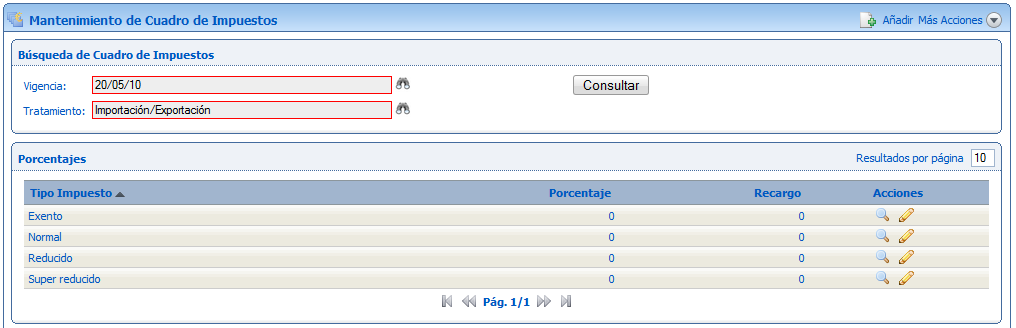 Mantenimiento de Cuadro de Impuestos Añadir Más Acciones
Búsqueda de Cuadro de Impuestos
Vigencia: 20/05/10 Consultar
Tratamiento: Importación/Exportación
Porcentajes Resultados por página 10
Tipo Impuesto Porcentaje Recargo Acciones
Exento 0 0
Normal 0 0
Reducido 0 0
Super reducido 0 0
Pág. 1/1